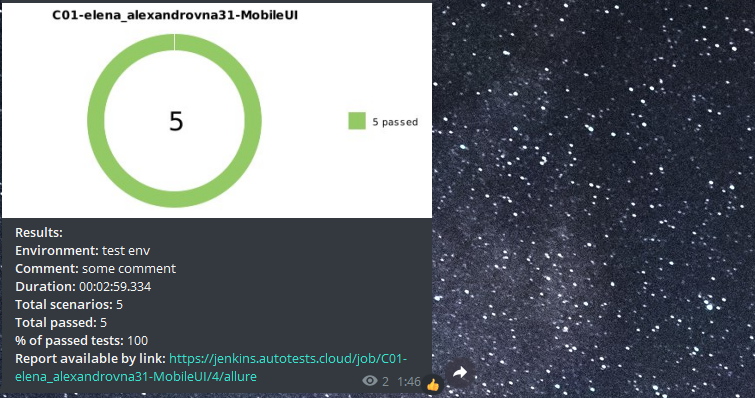 C01-elena_alexandrovna31-MobileUI
5
5 passed
Results:
Environment: test env
Comment: some comment
Duration: 00:02:59.334
Total scenarios: 5
Total passed: 5
% of passed tests: 100
Report available by link: https://jenkins.autotests.cloud/job/C01-
elena_alexandrovna31-MobileUI/4/allure
2 1:46